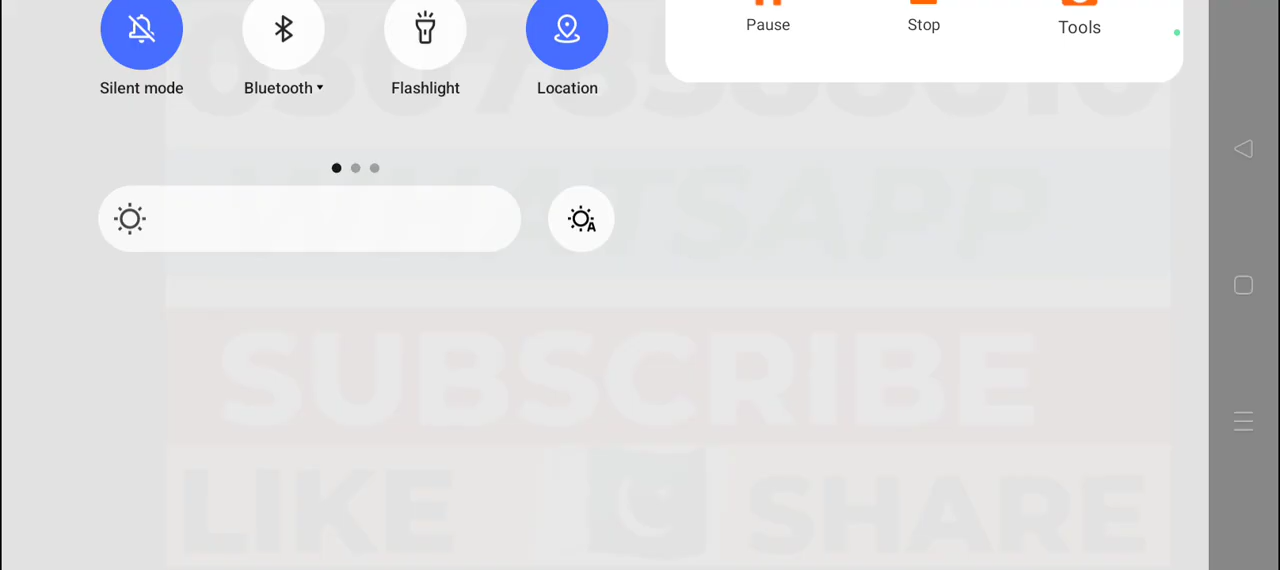 Pause Stop Tools
Silent mode Bluetooth Flashlight Location
WHATSAPP
SUBSCRIBE
LIKE SHARE